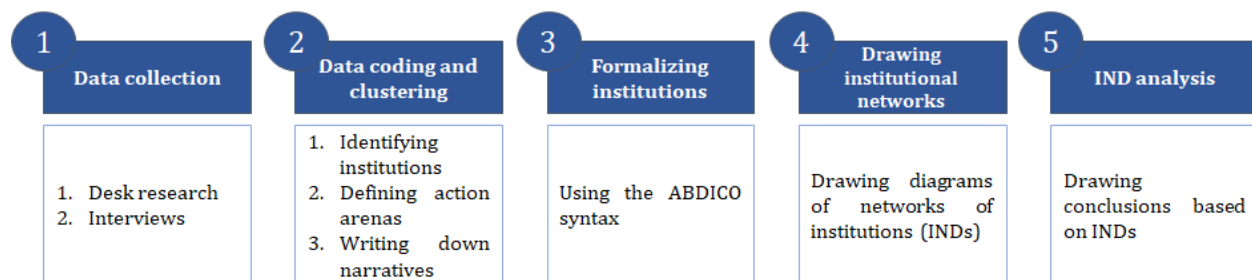 1
Data collection
1. Desk research
2. Interviews
2
Data coding and
clustering
1. Identifying
institutions
2. Defining action
arenas
3. Writing down
narratives
3
Formalizing
institutions
Using the ABDICO
syntax
4
Drawing
institutional
networks
Drawing diagrams
of networks of
institutions (INDs)
5
IND analysis
Drawing
conclusions based
on INDs